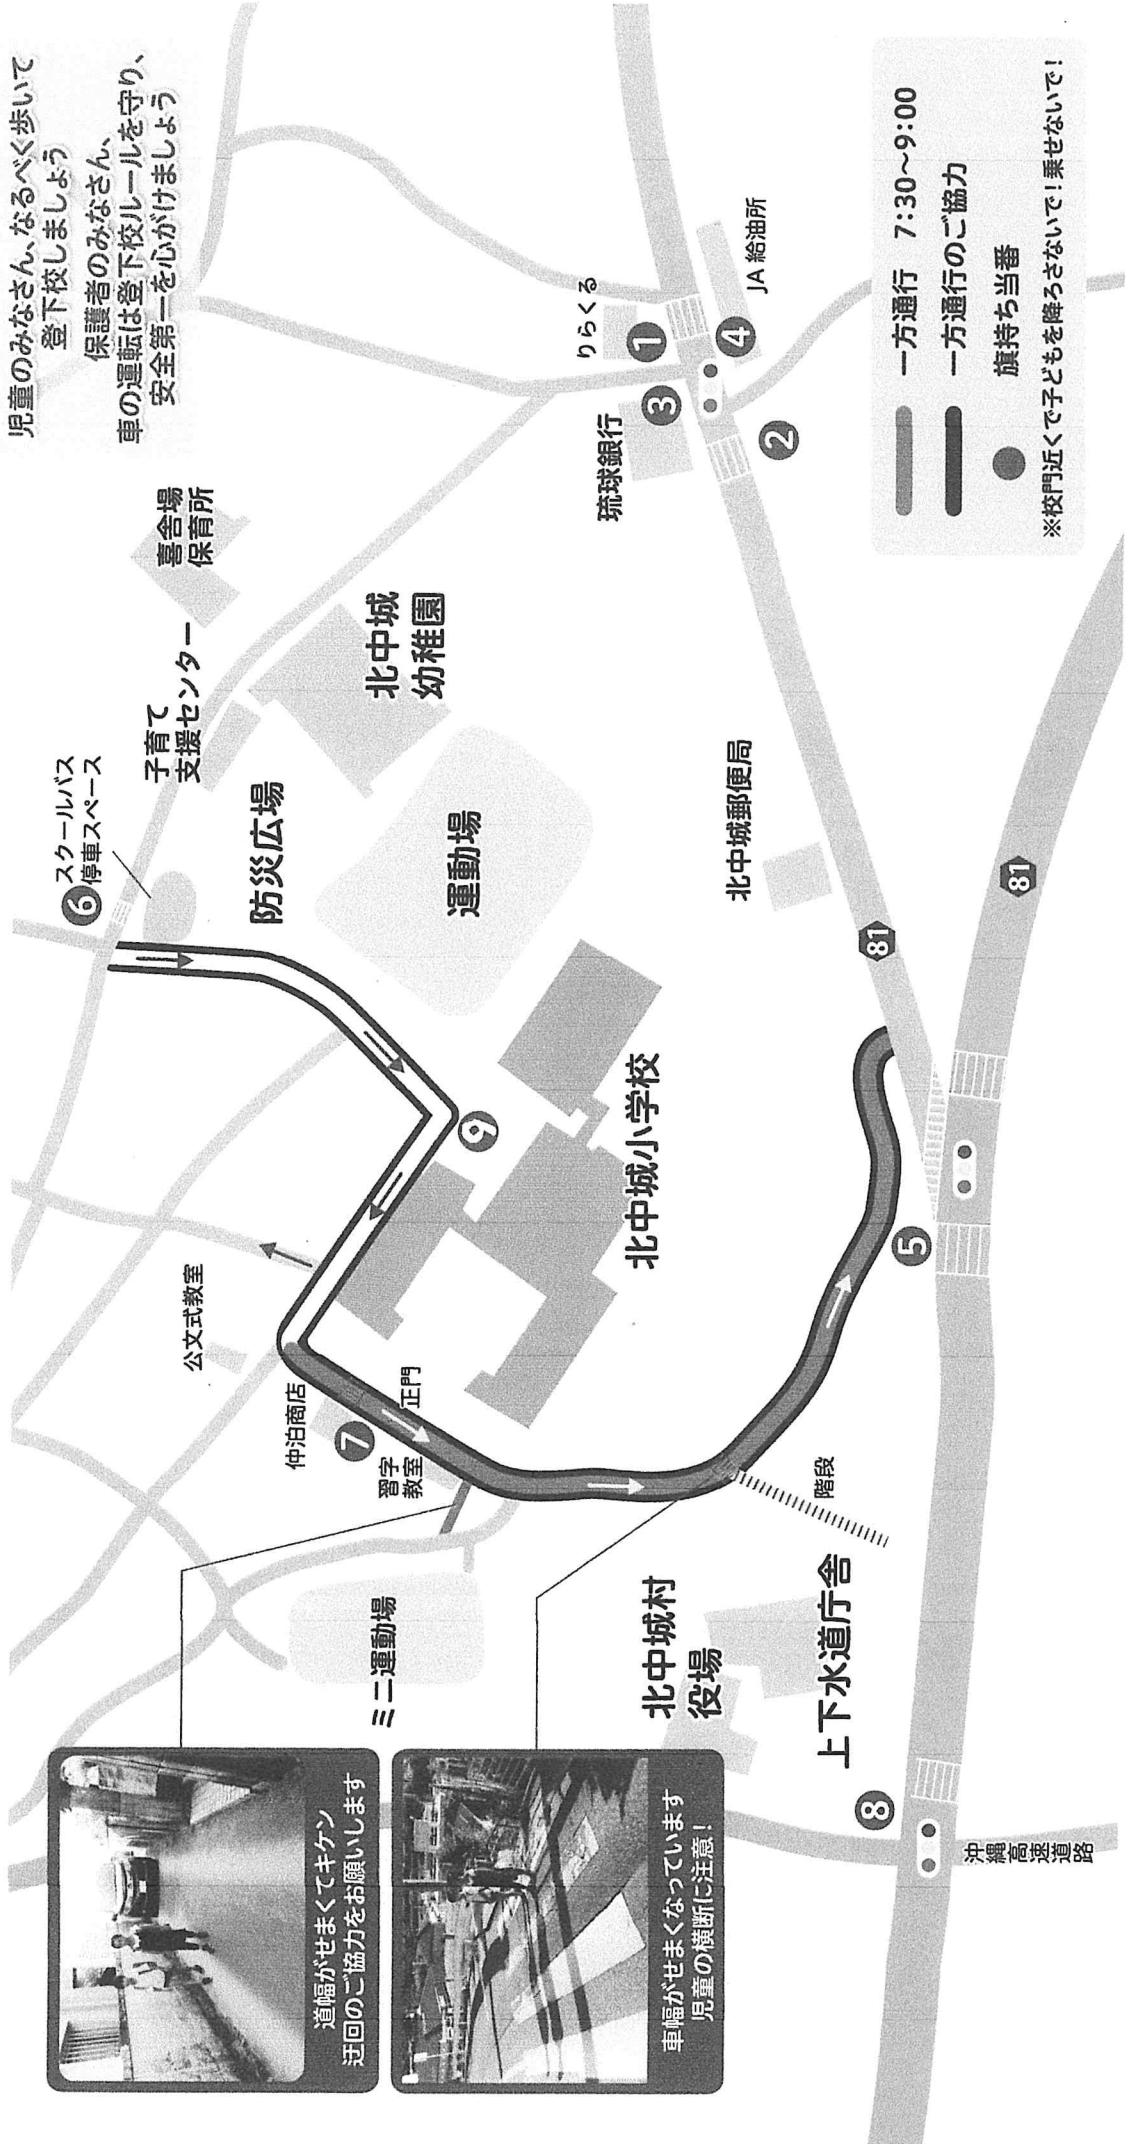 児童のみなさん、なるべく歩いて
登下校しましょう
保護者のみなさん、
車の運転は登下校ルールを守り、
安全第一を心がけましょう
スクールバス
停車スペース
6
子育て
支援センター
喜舎場
保育所
防災広場
北中城
幼稚園
運動場
りらくる
1
3
4
2
JA 給油所
琉球銀行
公文式教室
9
仲泊商店
7
正門
習字
教室
北中城小学校
北中城郵便局
81
81
5
階段
ミニ運動場
北中城村
役場
上下水道庁舎
8
沖縄高速道路
道幅がせまくてキケン
迂回のご協力をお願いします
車幅がせまくなっています
児童の横断に注意!
一方通行 7:30～9:00
一方通行のご協力
旗持ち当番
※校門近くで子どもを降ろさないで!乗せないで!